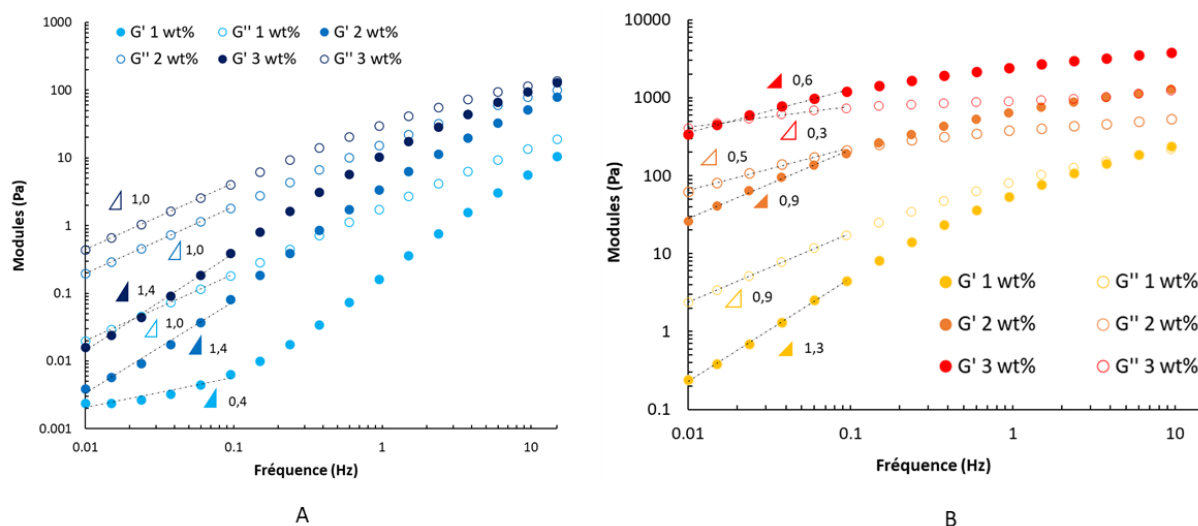 A
G' 1 wt% G'' 1 wt% G' 2 wt%
G'' 2 wt% G' 3 wt% G'' 3 wt%
Modules (Pa)
1000
100
10
1
0.1
0.01
0.001
1,0
1,0
1,4
1,0
1,4
0,4
0.01 0.1 1 10
Fréquence (Hz)
A
B
Modules (Pa)
10000
1000
100
10
1
0.1
0,6
0,3
0,5
0,9
0,9
1,3
G' 1 wt% G'' 1 wt%
G' 2 wt% G'' 2 wt%
G' 3 wt% G'' 3 wt%
0.01 0.1 1 10
Fréquence (Hz)
B